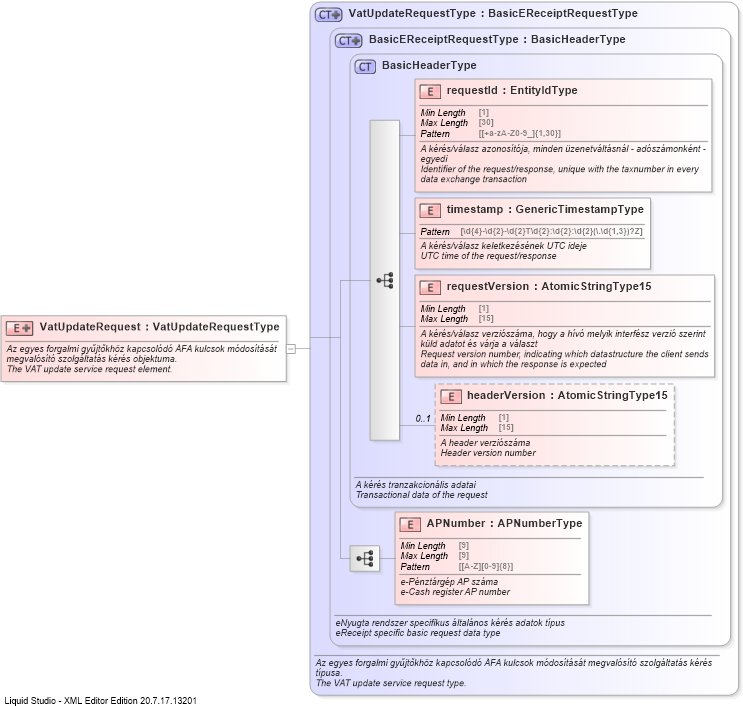 CT VatUpdateRequestType : BasicEReceiptRequestType
CT BasicEReceiptRequestType : BasicHeaderType
CT BasicHeaderType
E requestId : EntityIdType
Min Length [1]
Max Length [30]
Pattern [[+a-zA-Z0-9_]{1,30}]
A kérés/válasz azonosítója, minden üzenetváltásnál - adószámonként -
egyedi
Identifier of the request/response, unique with the taxnumber in every
data exchange transaction
E timestamp : GenericTimestampType
Pattern [\d{4}-\d{2}-\d{2}T\d{2}:\d{2}:\d{2}(\.\d{1,3})?Z]
A kérés/válasz keletkezésének UTC ideje
UTC time of the request/response
E requestVersion : AtomicStringType15
Min Length [1]
Max Length [15]
A kérés/válasz verziószáma, hogy a hívó melyik interfész verzió szerint
küld adatot és várja a választ
Request version number, indicating which datastructure the client sends
data in, and in which the response is expected
E VatUpdateRequest : VatUpdateRequestType
Az egyes forgalmi gyűjtőkhöz kapcsolódó ÁFA kulcsok módosítását
megvalósító szolgáltatás kérés objektuma.
The VAT update service request element.
0..1
E headerVersion : AtomicStringType15
Min Length [1]
Max Length [15]
A header verziószáma
Header version number
A kérés tranzakcionális adatai
Transactional data of the request
E APNumber : APNumberType
Min Length [9]
Max Length [9]
Pattern [[A-Z][0-9]{8}]
e-Pénztárgép AP száma
e-Cash register AP number
eNyugta rendszer specifikus általános kérés adatok típus
eReceipt specific basic request data type
Az egyes forgalmi gyűjtőkhöz kapcsolódó ÁFA kulcsok módosítását megvalósító szolgáltatás kérés
típusa.
The VAT update service request type.
Liquid Studio - XML Editor Edition 20.7.17.13201